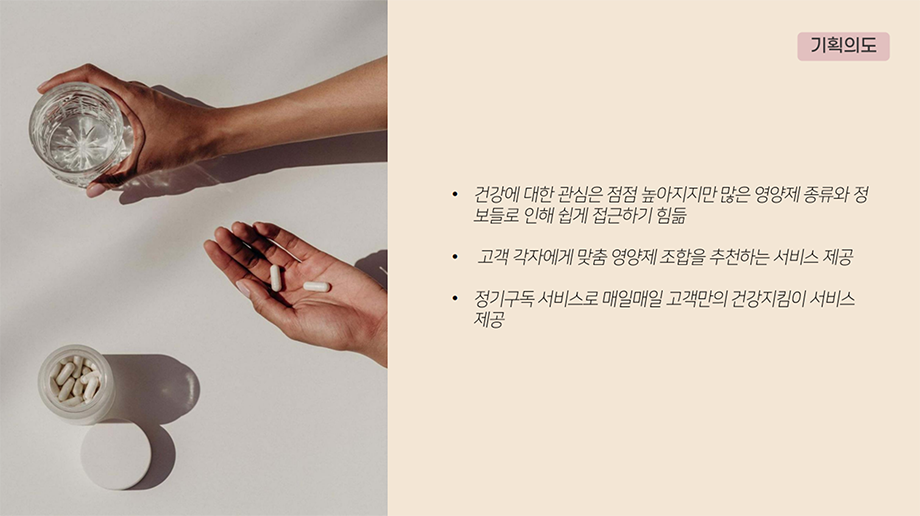 기획의도
• 건강에 대한 관심은 점점 높아지지만 많은 영양제 종류와 정
보들로 인해 쉽게 접근하기 힘듦
• 고객 각자에게 맞춤 영양제 조합을 추천하는 서비스 제공
• 정기구독 서비스로 매일매일 고객만의 건강지킴이 서비스
제공